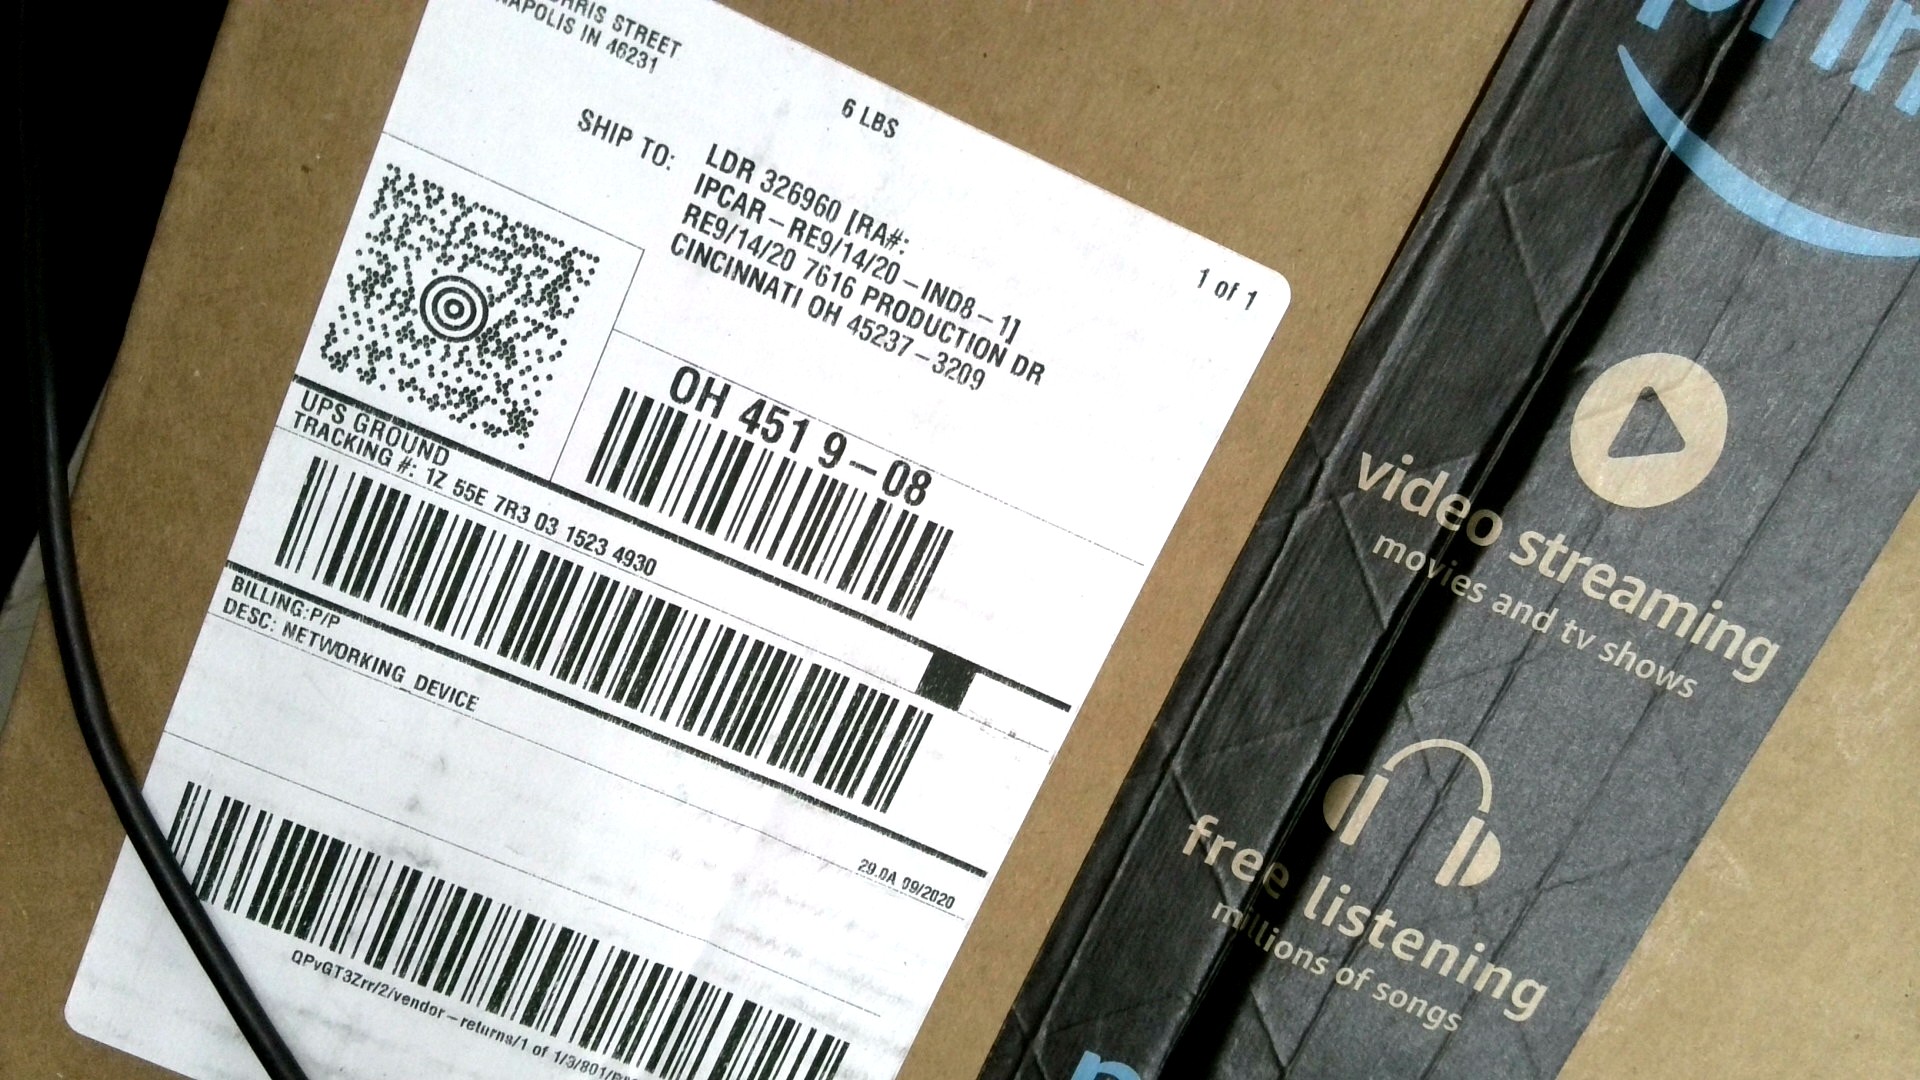 STREET
IN 46231
6 LBS
1 of 1
SHIP TO:
LDR 326960 [RA#:
IPCAR-RE9/14/20-IND8-1]
RE9/14/20 7616 PRODUCTION DR
CINCINNATI OH 45237-3209
OH 451 9-08
UPS GROUND
TRACKING #: 1Z 55E 7R3 03 1523 4930
BILLING:P/P
DESC: NETWORKING DEVICE
29.0A 09/2020
QPvGT3Zrr/2/vendor-returns/1 of 1/3/801/
video streaming
movies and tv shows
free listening
millions of songs